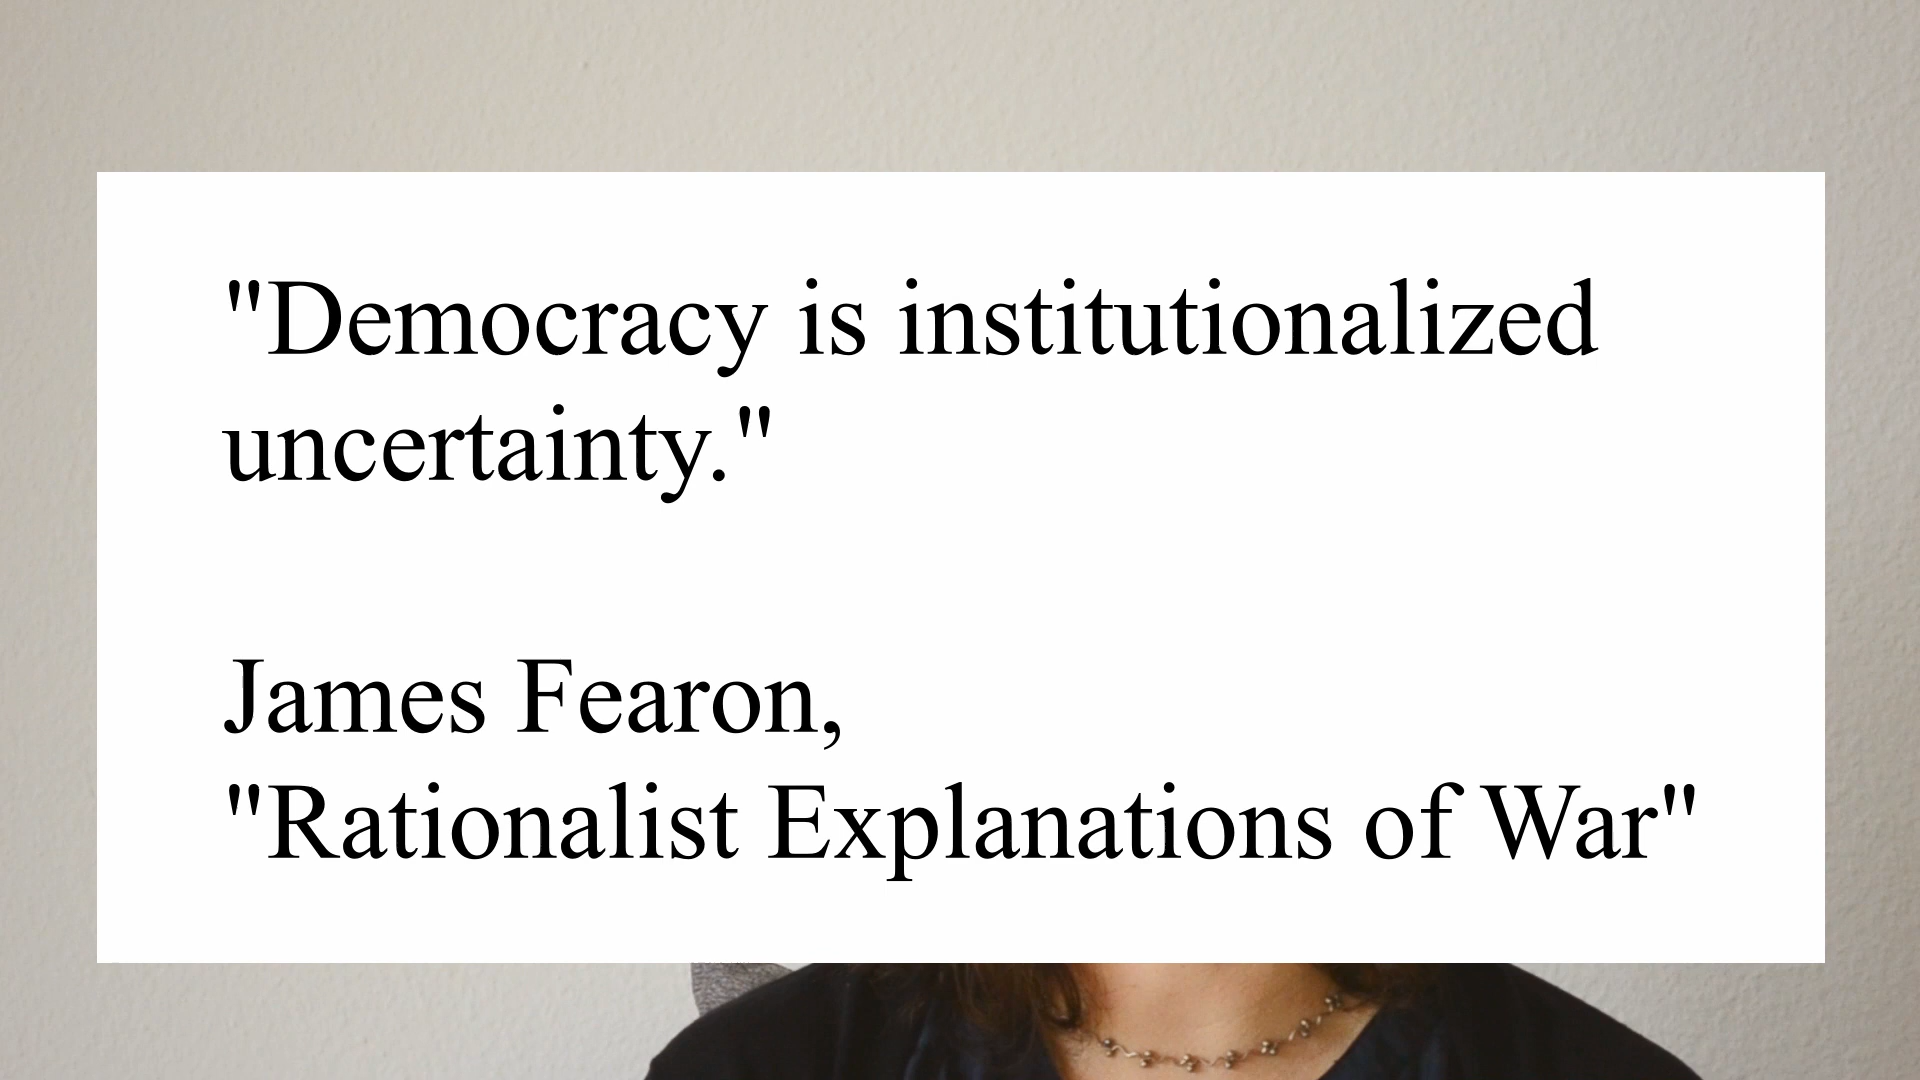 "Democracy is institutionalized
uncertainty."
James Fearon,
"Rationalist Explanations of War"